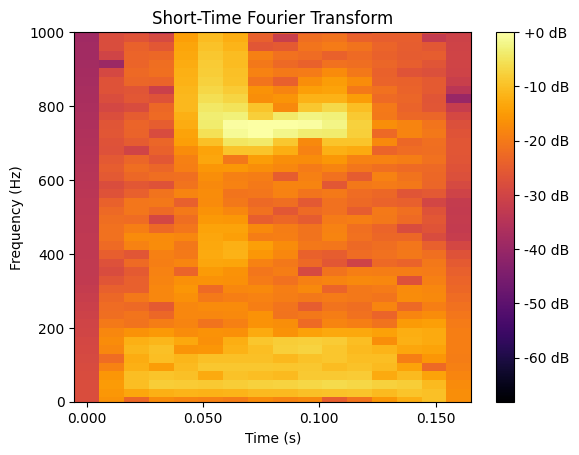 Short-Time Fourier Transform
1000
800
600
400
200
0
Frequency (Hz)
0.000
0.050
0.100
0.150
Time (s)
+0 dB
-10 dB
-20 dB
-30 dB
-40 dB
-50 dB
-60 dB